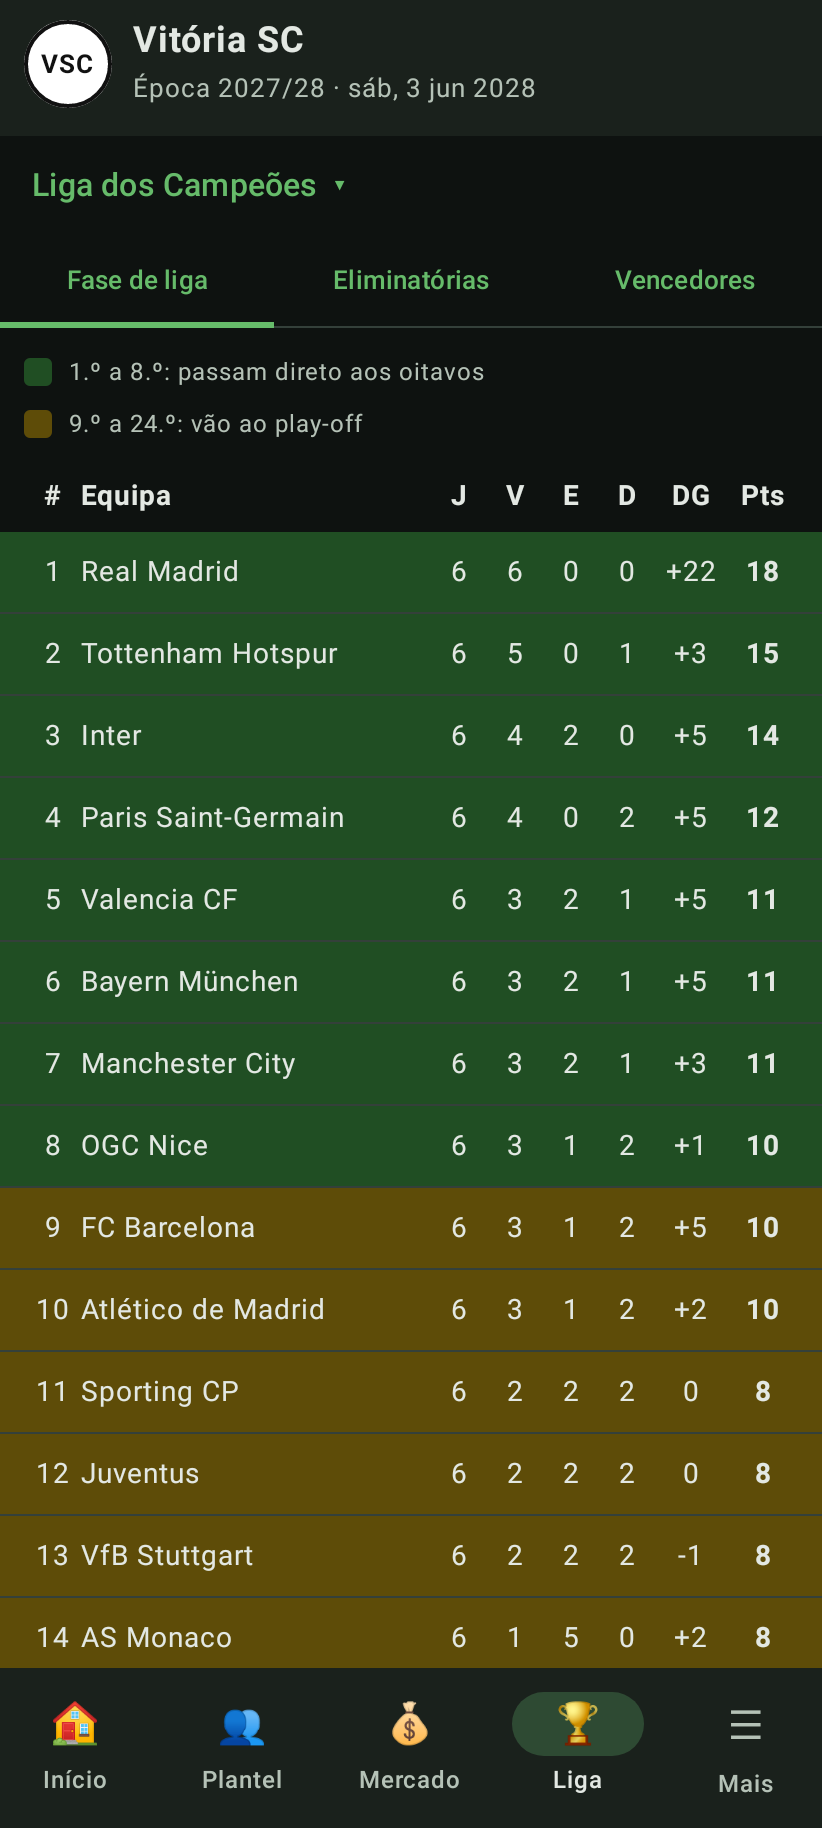 VSC
Vitória SC
Época 2027/28 · sáb, 3 jun 2028
Liga dos Campeões ▾
Fase de liga Eliminatórias Vencedores
1.º a 8.º: passam direto aos oitavos
9.º a 24.º: vão ao play-off
# Equipa J V E D DG Pts
1 Real Madrid 6 6 0 0 +22 18
2 Tottenham Hotspur 6 5 0 1 +3 15
3 Inter 6 4 2 0 +5 14
4 Paris Saint-Germain 6 4 0 2 +5 12
5 Valencia CF 6 3 2 1 +5 11
6 Bayern München 6 3 2 1 +5 11
7 Manchester City 6 3 2 1 +3 11
8 OGC Nice 6 3 1 2 +1 10
9 FC Barcelona 6 3 1 2 +5 10
10 Atlético de Madrid 6 3 1 2 +2 10
11 Sporting CP 6 2 2 2 0 8
12 Juventus 6 2 2 2 0 8
13 VfB Stuttgart 6 2 2 2 -1 8
14 AS Monaco 6 1 5 0 +2 8
Início Plantel Mercado Liga Mais